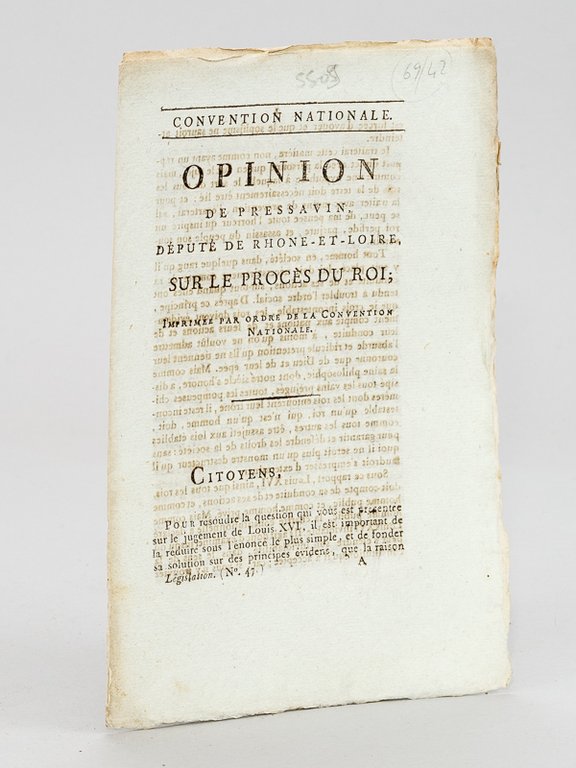 5509
69/42
CONVENTION NATIONALE.
OPINION
DE PRESSAVIN,
DÉPUTÉ DE RHONE-ET-LOIRE,
SUR LE PROCÈS DU ROI;
IMPRIMÉE PAR ORDRE DE LA CONVENTION
NATIONALE.
CITOYENS,
POUR résoudre la question qui vous est présentée
sur le jugement de Louis XVI, il est important de
la réduire sous l'énoncé le plus simple, et de fonder
sa solution sur des principes évidens, que la raison
Législation. (N°. 47.) A